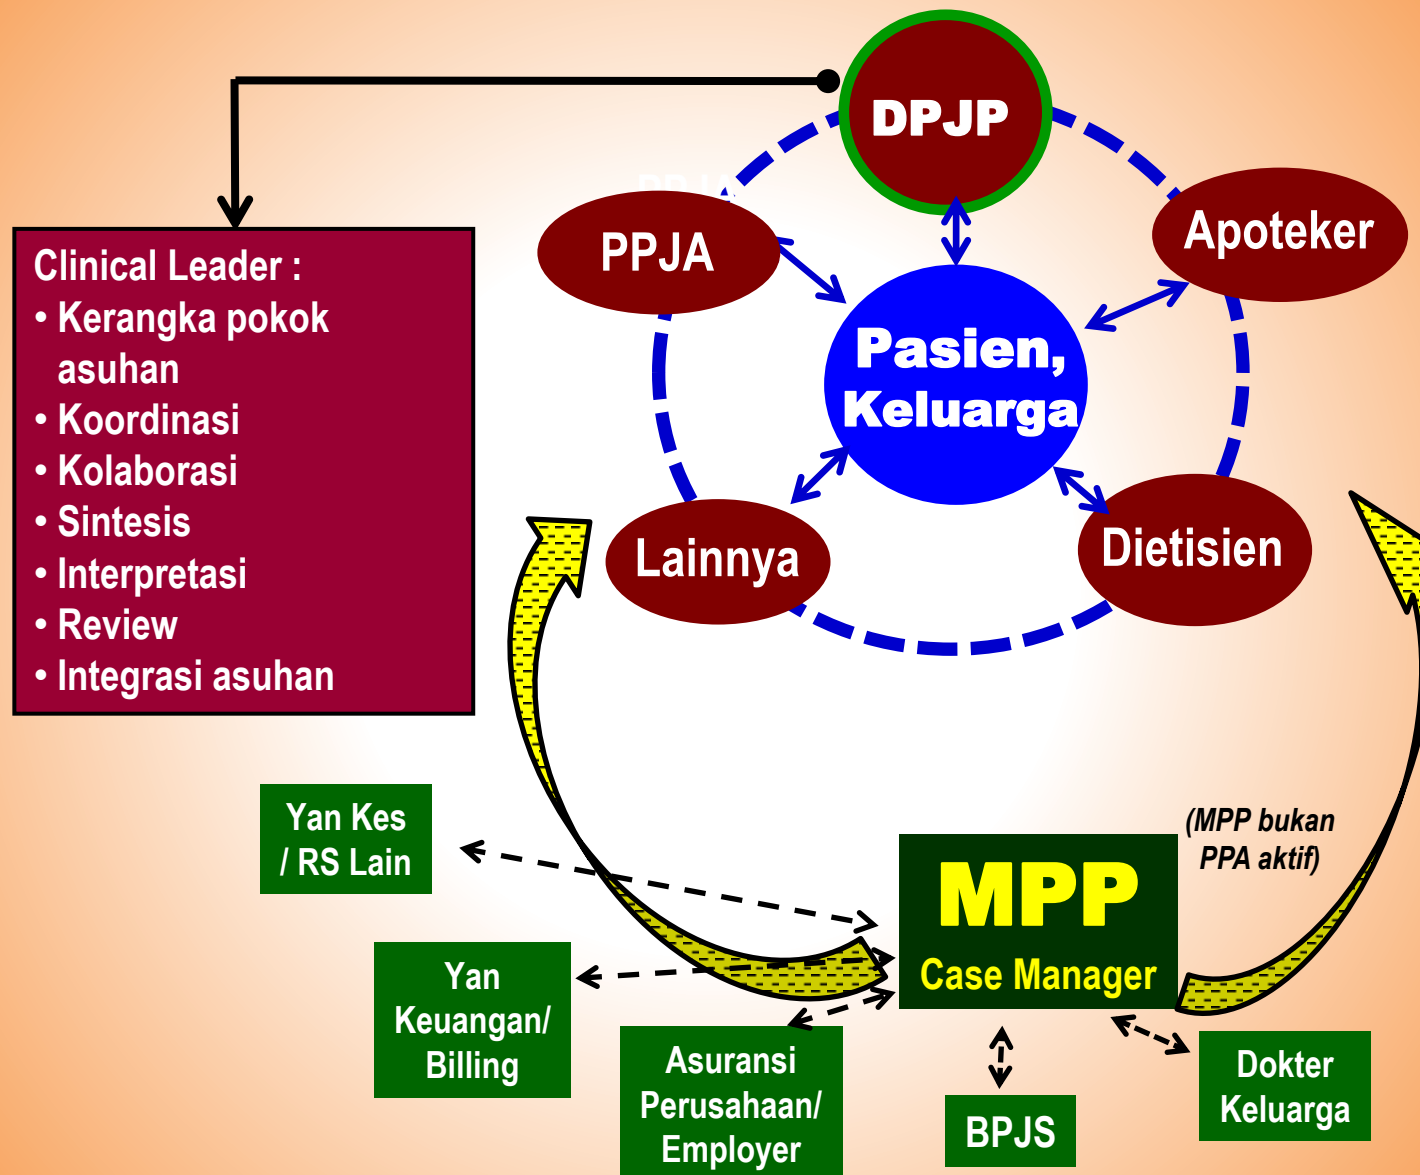 DPJP
PPJA
PPJA
Apoteker
Pasien,
Keluarga
Lainnya
Dietisien
Clinical Leader :
• Kerangka pokok
asuhan
• Koordinasi
• Kolaborasi
• Sintesis
• Interpretasi
• Review
• Integrasi asuhan
Yan Kes
/ RS Lain
(MPP bukan
PPA aktif)
MPP
Case Manager
Yan
Keuangan/
Billing
Asuransi
Perusahaan/
Employer
BPJS
Dokter
Keluarga